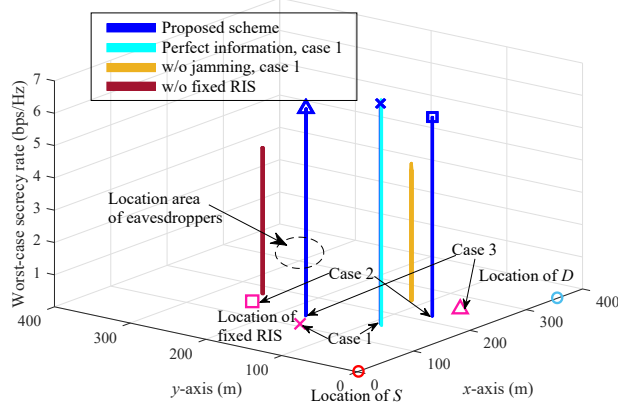 Proposed scheme
Perfect information, case 1
w/o jamming, case 1
w/o fixed RIS
Worst-case secrecy rate (bps/Hz)
7
6
5
4
3
2
1
Location area
of eavesdroppers
Case 3
Case 2
Location of D
Location of
fixed RIS
Case 1
400
300
200
100
0
0
100
200
300
400
y-axis (m)
x-axis (m)
Location of S